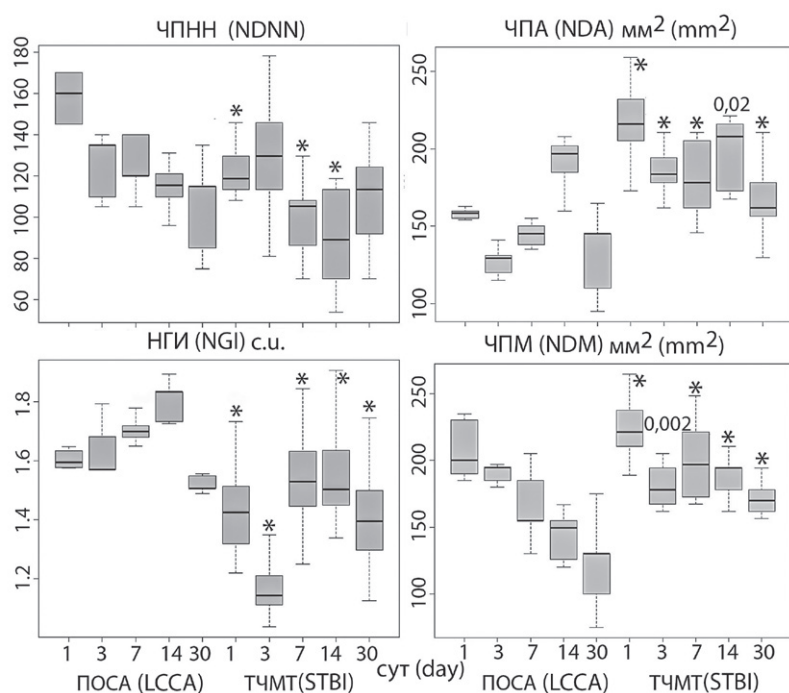 ЧПНН (NDNN)
180
160
140
120
100
80
60
* * *
ЧПА (NDA) мм² (mm²)
250
200
150
100
* * * 0,02 *
НГИ (NGI) с.u.
1.8
1.6
1.4
1.2
* * * * *
1 3 7 14 30 1 3 7 14 30
ПОСА (LCCA) ТЧМТ(STBI)
ЧПМ (NDM) мм² (mm²)
250
200
150
100
* 0,002 * * *
1 3 7 14 30 1 3 7 14 30
сут (day)
ПОСА (LCCA) ТЧМТ(STBI)